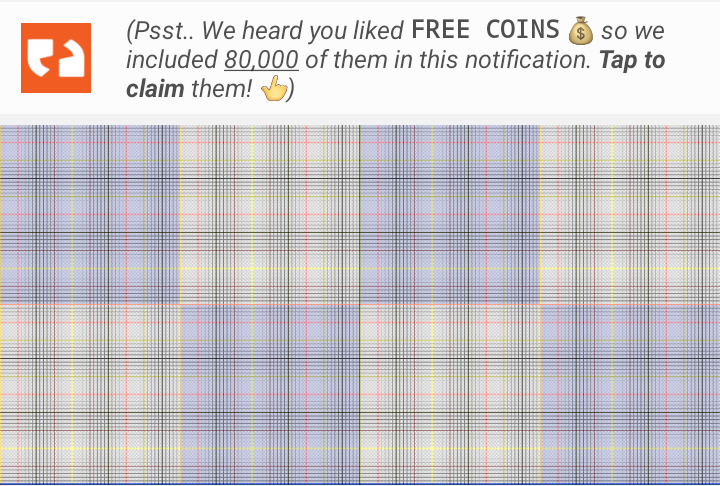 (Psst.. We heard you liked FREE COINS 💰 so we
included 80,000 of them in this notification. Tap to
claim them! 👆)